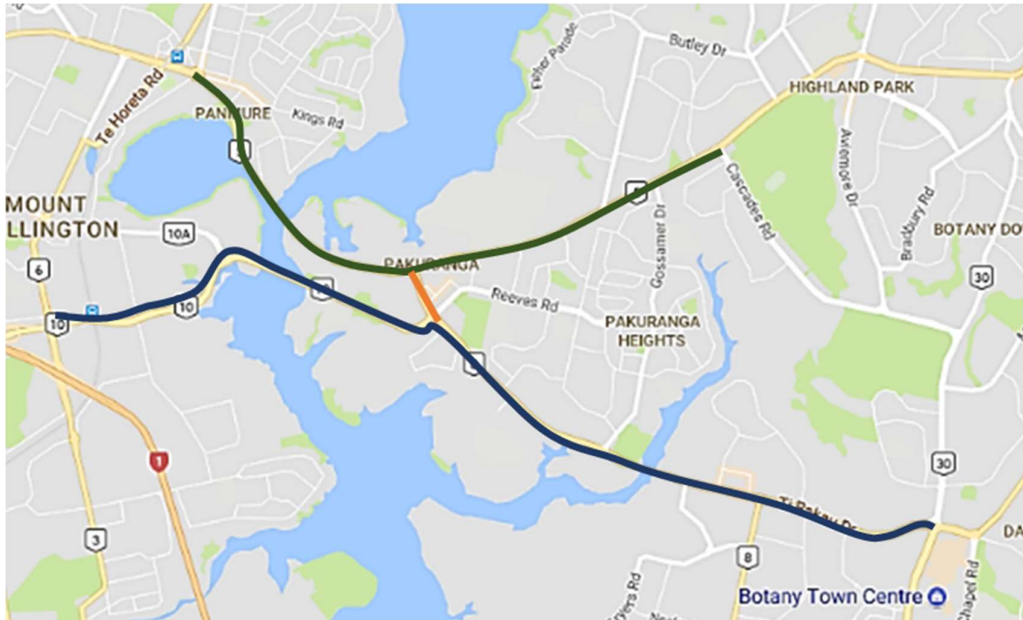 Butley Dr
HIGHLAND PARK
Te Horeta Rd
Kings Rd
Aviemore Dr
Cascades Rd
Bradbury Rd
MOUNT
LLINGTON
10A
Gossamer Dr
BOTANY DO
PAKURANGA
6
30
Reeves Rd
10
10
PAKURANGA
HEIGHTS
1
30
Ti Rakau Dr
3
DA
8
Botany Town Centre
Chapel Rd